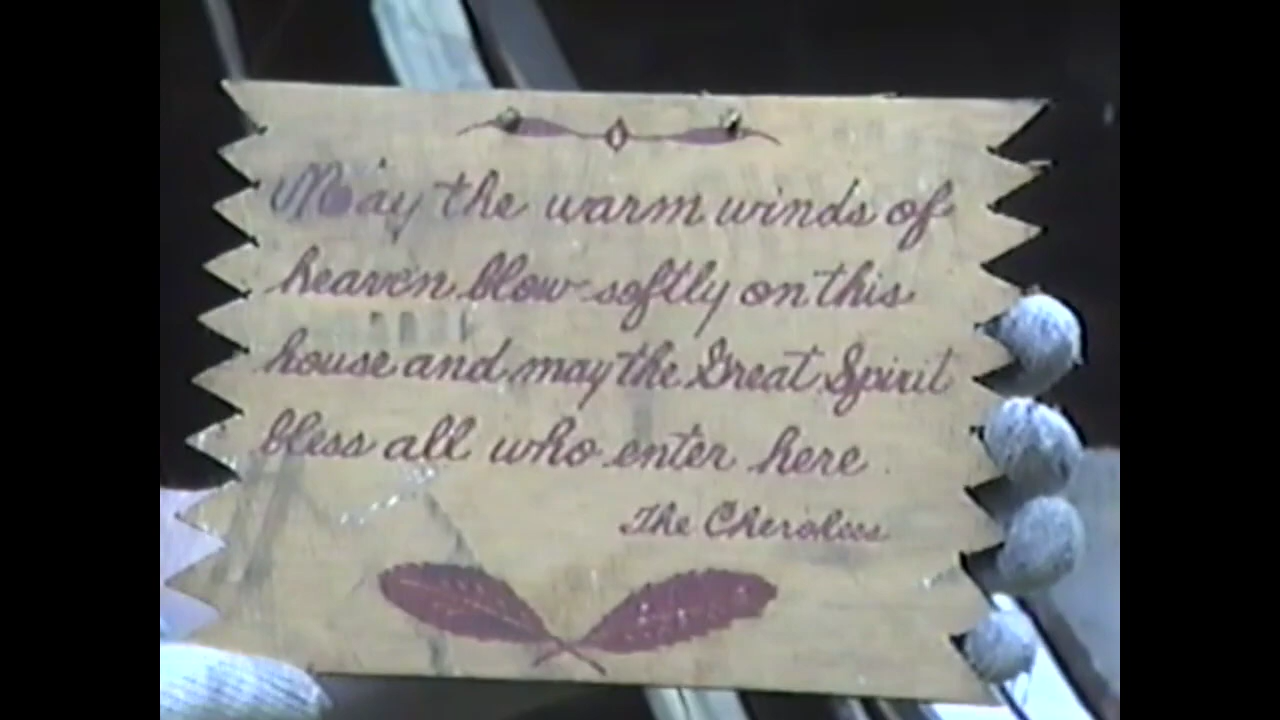 May the warm winds of
heaven blow softly on this
house and may the Great Spirit
bless all who enter here
The Cherokees